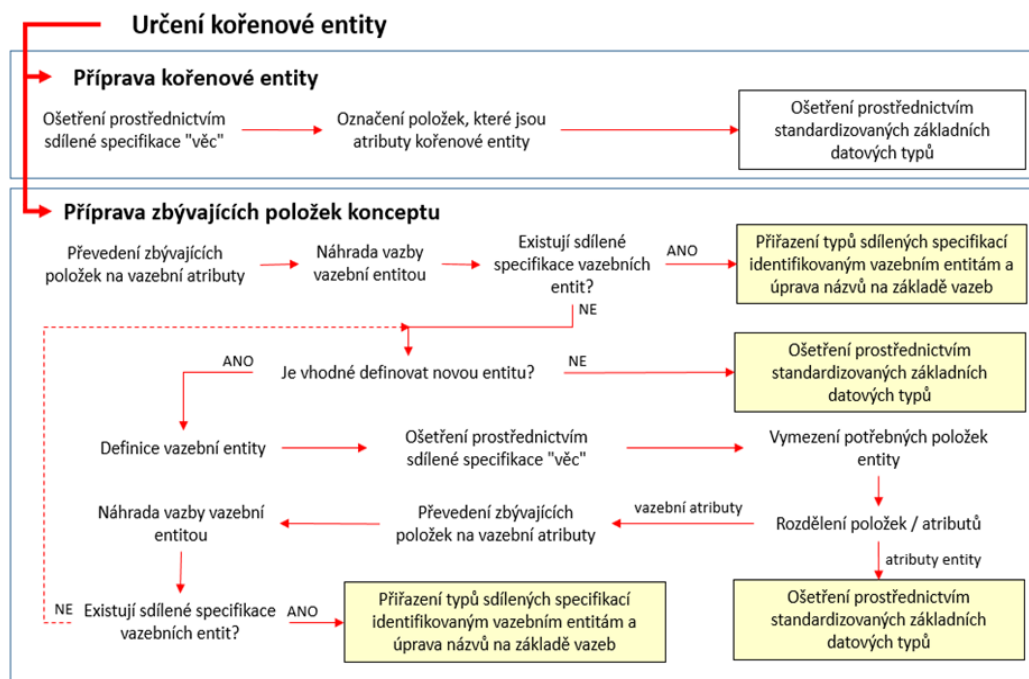 Určení kořenové entity
Příprava kořenové entity
Ošetření prostřednictvím
sdílené specifikace "věc"
Označení položek, které jsou
atributy kořenové entity
Ošetření prostřednictvím
standardizovaných základních
datových typů
Příprava zbývajících položek konceptu
Převedení zbývajících
položek na vazební atributy
Náhrada vazby
vazební entitou
Existují sdílené
specifikace vazebních
entit?
ANO
Přiřazení typů sdílených specifikací
identifikovaným vazebním entitám a
úprava názvů na základě vazeb
NE
ANO
Je vhodné definovat novou entitu?
NE
Ošetření prostřednictvím
standardizovaných základních
datových typů
Definice vazební entity
Ošetření prostřednictvím
sdílené specifikace "věc"
Vymezení potřebných položek
entity
Náhrada vazby vazební
entitou
Převedení zbývajících
položek na vazební atributy
vazební atributy
Rozdělení položek / atributů
atributy entity
NE
Existují sdílené specifikace
vazebních entit?
ANO
Přiřazení typů sdílených specifikací
identifikovaným vazebním entitám a
úprava názvů na základě vazeb
Ošetření prostřednictvím
standardizovaných základních
datových typů